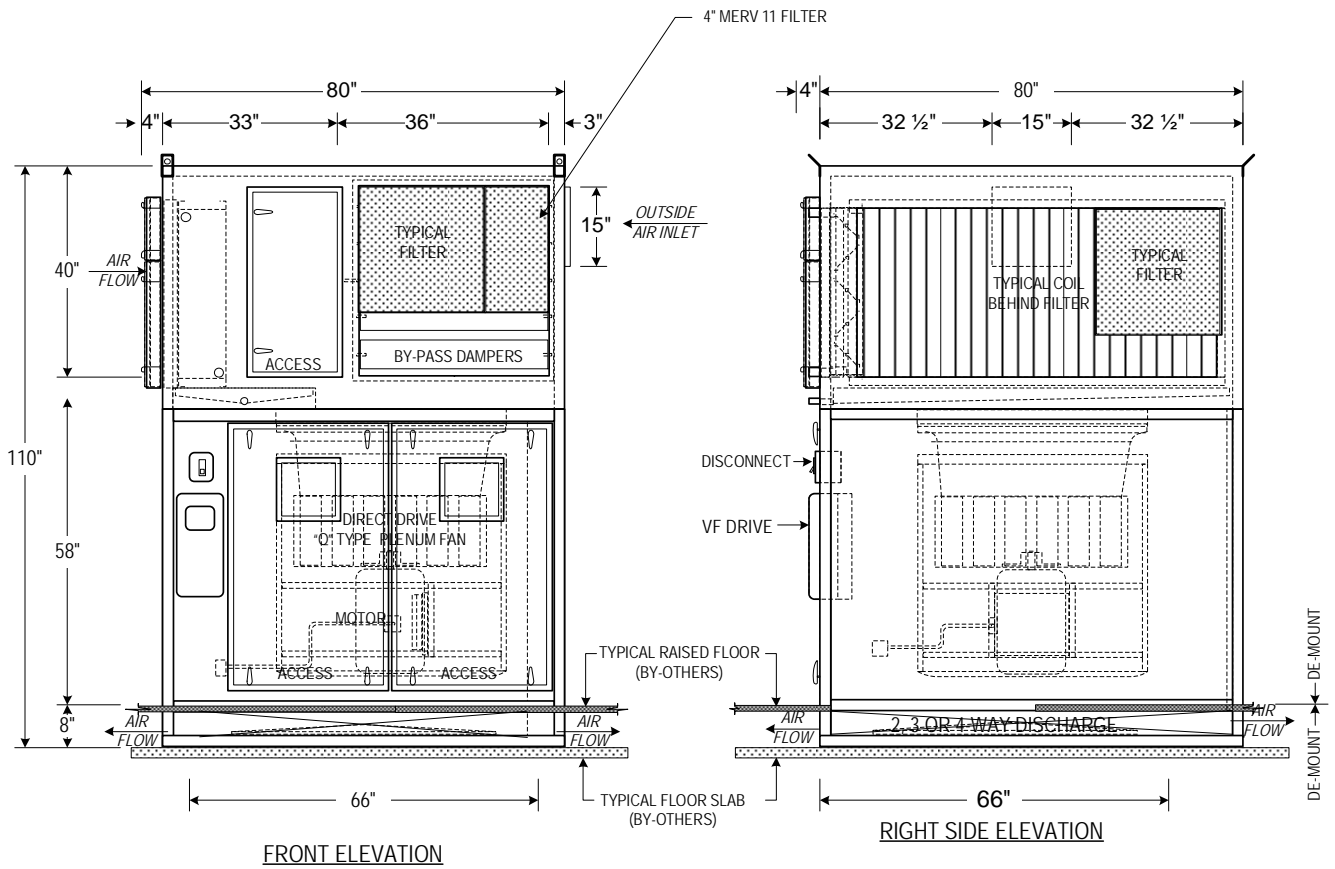 4" MERV 11 FILTER
80"
4" 33" 36" 3"
4" 80"
32 ½" 15" 32 ½"
TYPICAL
FILTER
15"
OUTSIDE
AIR INLET
AIR
FLOW
40"
ACCESS
BY-PASS DAMPERS
TYPICAL COIL
BEHIND FILTER
TYPICAL
FILTER
110"
58"
DIRECT DRIVE
"Q" TYPE PLENUM FAN
MOTOR
ACCESS
ACCESS
DISCONNECT
VF DRIVE
TYPICAL RAISED FLOOR
(BY-OTHERS)
8"
AIR
FLOW
AIR
FLOW
AIR
FLOW
2, 3 OR 4-WAY DISCHARGE
AIR
FLOW
DE-MOUNT
DE-MOUNT
66"
TYPICAL FLOOR SLAB
(BY-OTHERS)
66"
FRONT ELEVATION
RIGHT SIDE ELEVATION